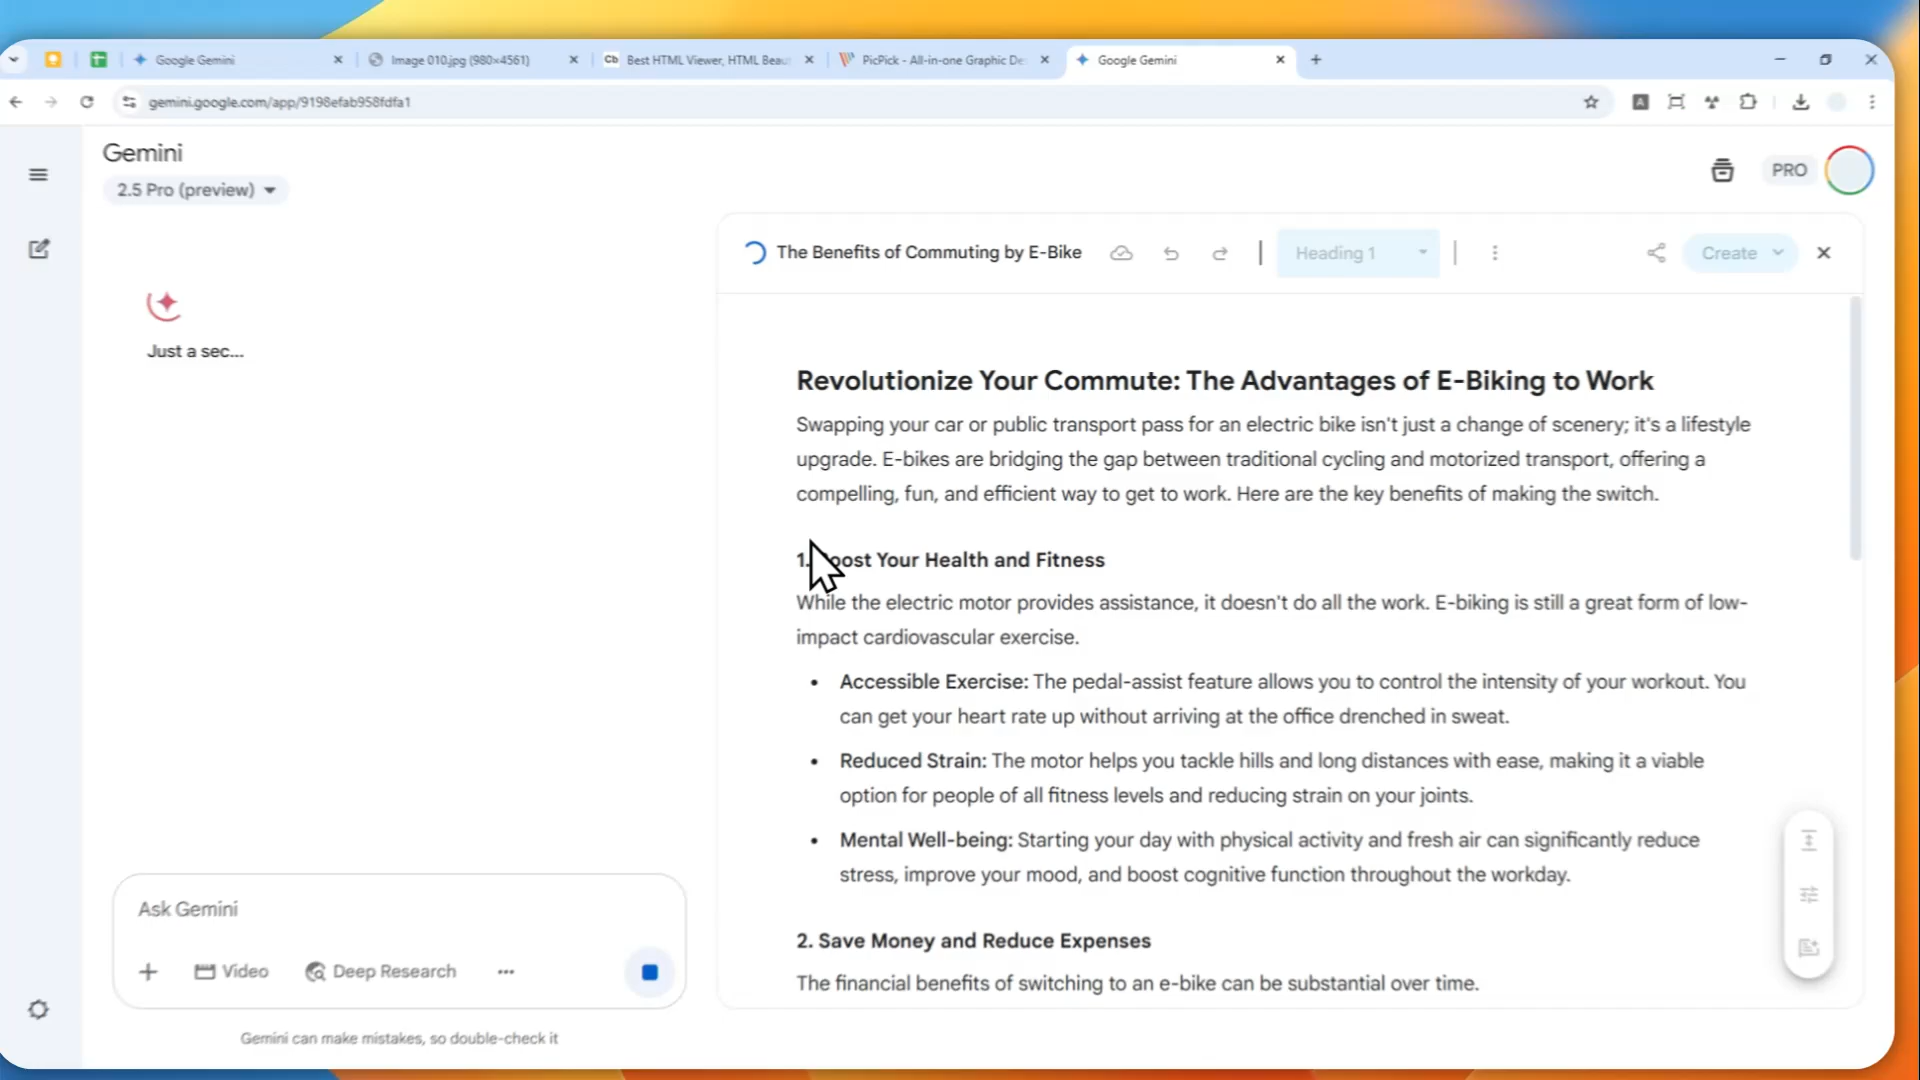 Google Gemini
Image 010.jpg (980×4561)
Cb Best HTML Viewer, HTML Beau
PicPick - All-in-one Graphic De
Google Gemini
gemini.google.com/app/9198efab958fdfa1
A
Gemini
2.5 Pro (preview)
PRO
The Benefits of Commuting by E-Bike
Heading 1
Create
Just a sec...
Revolutionize Your Commute: The Advantages of E-Biking to Work
Swapping your car or public transport pass for an electric bike isn't just a change of scenery; it's a lifestyle
upgrade. E-bikes are bridging the gap between traditional cycling and motorized transport, offering a
compelling, fun, and efficient way to get to work. Here are the key benefits of making the switch.
1. oost Your Health and Fitness
While the electric motor provides assistance, it doesn't do all the work. E-biking is still a great form of low-
impact cardiovascular exercise.
• Accessible Exercise: The pedal-assist feature allows you to control the intensity of your workout. You
can get your heart rate up without arriving at the office drenched in sweat.
• Reduced Strain: The motor helps you tackle hills and long distances with ease, making it a viable
option for people of all fitness levels and reducing strain on your joints.
• Mental Well-being: Starting your day with physical activity and fresh air can significantly reduce
stress, improve your mood, and boost cognitive function throughout the workday.
2. Save Money and Reduce Expenses
The financial benefits of switching to an e-bike can be substantial over time.
Ask Gemini
Video
Deep Research
Gemini can make mistakes, so double-check it